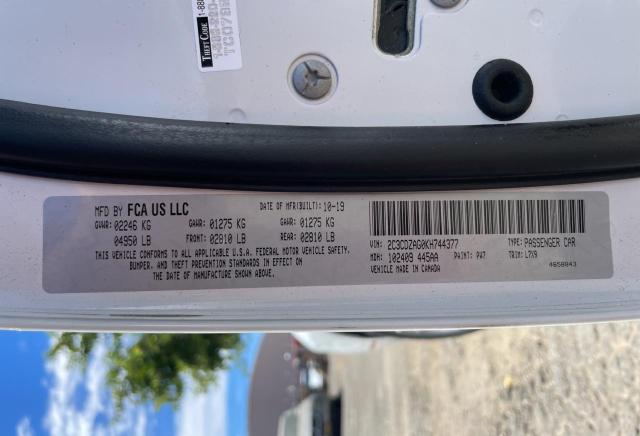 THEFT CODE
MFD BY FCA US LLC
DATE OF MFR(BUILT): 10-19
GVWR: 02246 KG
GAWR: 01275 KG
GAWR: 01275 KG
04950 LB
FRONT: 02810 LB
REAR: 02810 LB
THIS VEHICLE CONFORMS TO ALL APPLICABLE U.S.A. FEDERAL MOTOR VEHICLE SAFETY,
BUMPER, AND THEFT PREVENTION STANDARDS IN EFFECT ON
THE DATE OF MANUFACTURE SHOWN ABOVE.
VIN: 2C3CDZAG0KH744377
TYPE: PASSENGER CAR
MDH: 102409 445AA
PAINT: PW7
TRIM: L7X9
VEHICLE MADE IN CANADA
4658843